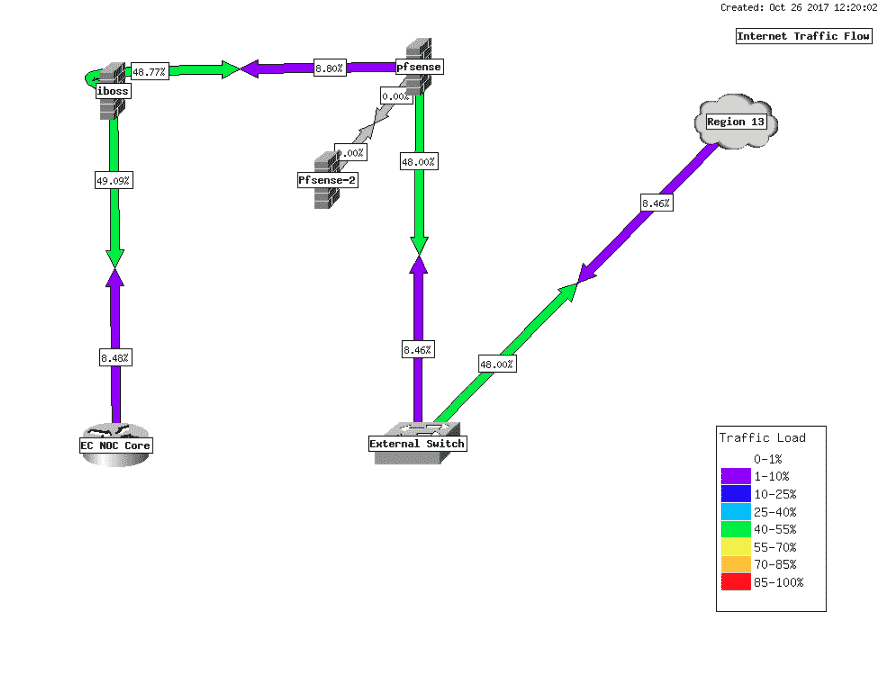 Created: Oct 26 2017 12:20:02
Internet Traffic Flow
pfsense
48.77%
8.80%
iboss
0.00%
Region 13
0.00%
48.00%
49.09%
Pfsense-2
8.46%
8.46%
8.48%
48.00%
EC NOC Core
External Switch
Traffic Load
0-1%
1-10%
10-25%
25-40%
40-55%
55-70%
70-85%
85-100%